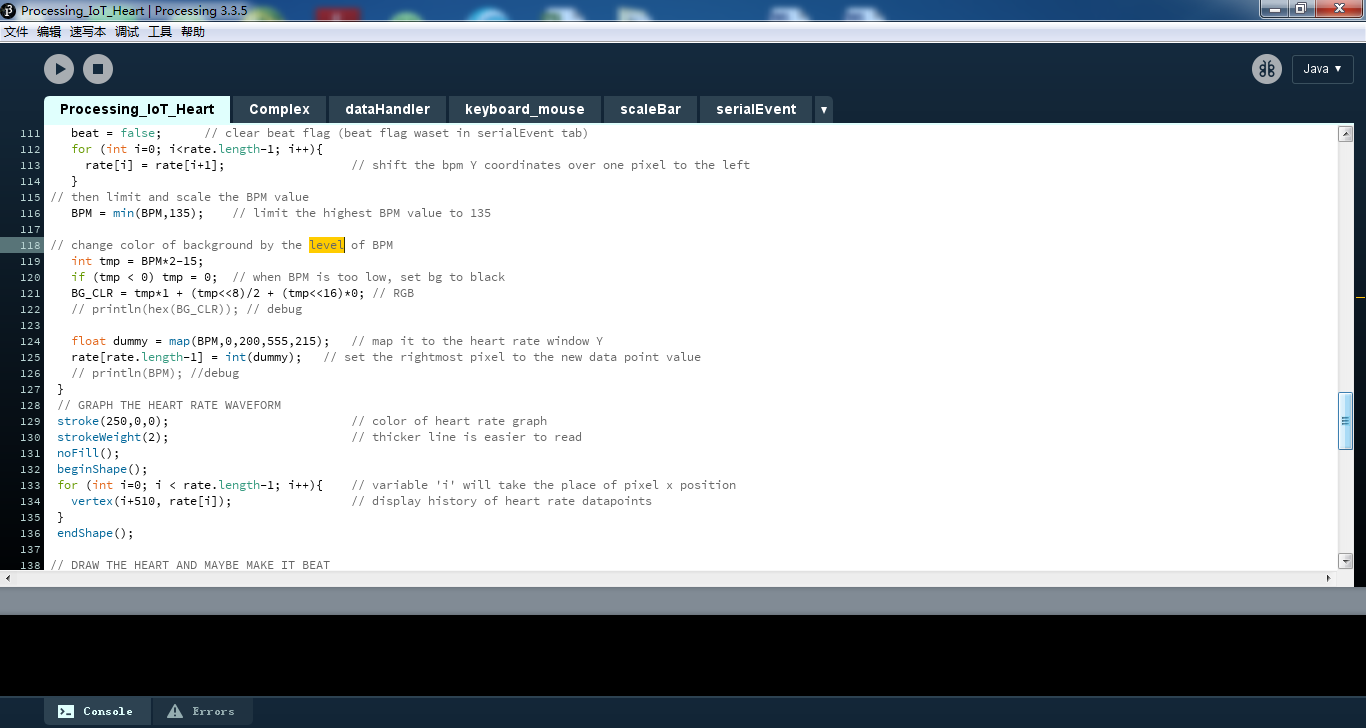 Processing_IoT_Heart | Processing 3.3.5
文件 编辑 速写本 调试 工具 帮助
Java ▼
Processing_IoT_Heart Complex dataHandler keyboard_mouse scaleBar serialEvent ▼
111 beat = false; // clear beat flag (beat flag waset in serialEvent tab)
112 for (int i=0; i<rate.length-1; i++){
113 rate[i] = rate[i+1]; // shift the bpm Y coordinates over one pixel to the left
114 }
115 // then limit and scale the BPM value
116 BPM = min(BPM,135); // limit the highest BPM value to 135
117
118 // change color of background by the level of BPM
119 int tmp = BPM*2-15;
120 if (tmp < 0) tmp = 0; // when BPM is too low, set bg to black
121 BG_CLR = tmp*1 + (tmp<<8)/2 + (tmp<<16)*0; // RGB
122 // println(hex(BG_CLR)); // debug
123
124 float dummy = map(BPM,0,200,555,215); // map it to the heart rate window Y
125 rate[rate.length-1] = int(dummy); // set the rightmost pixel to the new data point value
126 // println(BPM); //debug
127 }
128 // GRAPH THE HEART RATE WAVEFORM
129 stroke(250,0,0); // color of heart rate graph
130 strokeWeight(2); // thicker line is easier to read
131 noFill();
132 beginShape();
133 for (int i=0; i < rate.length-1; i++){ // variable 'i' will take the place of pixel x position
134 vertex(i+510, rate[i]); // display history of heart rate datapoints
135 }
136 endShape();
137
138 // DRAW THE HEART AND MAYBE MAKE IT BEAT
Console Errors